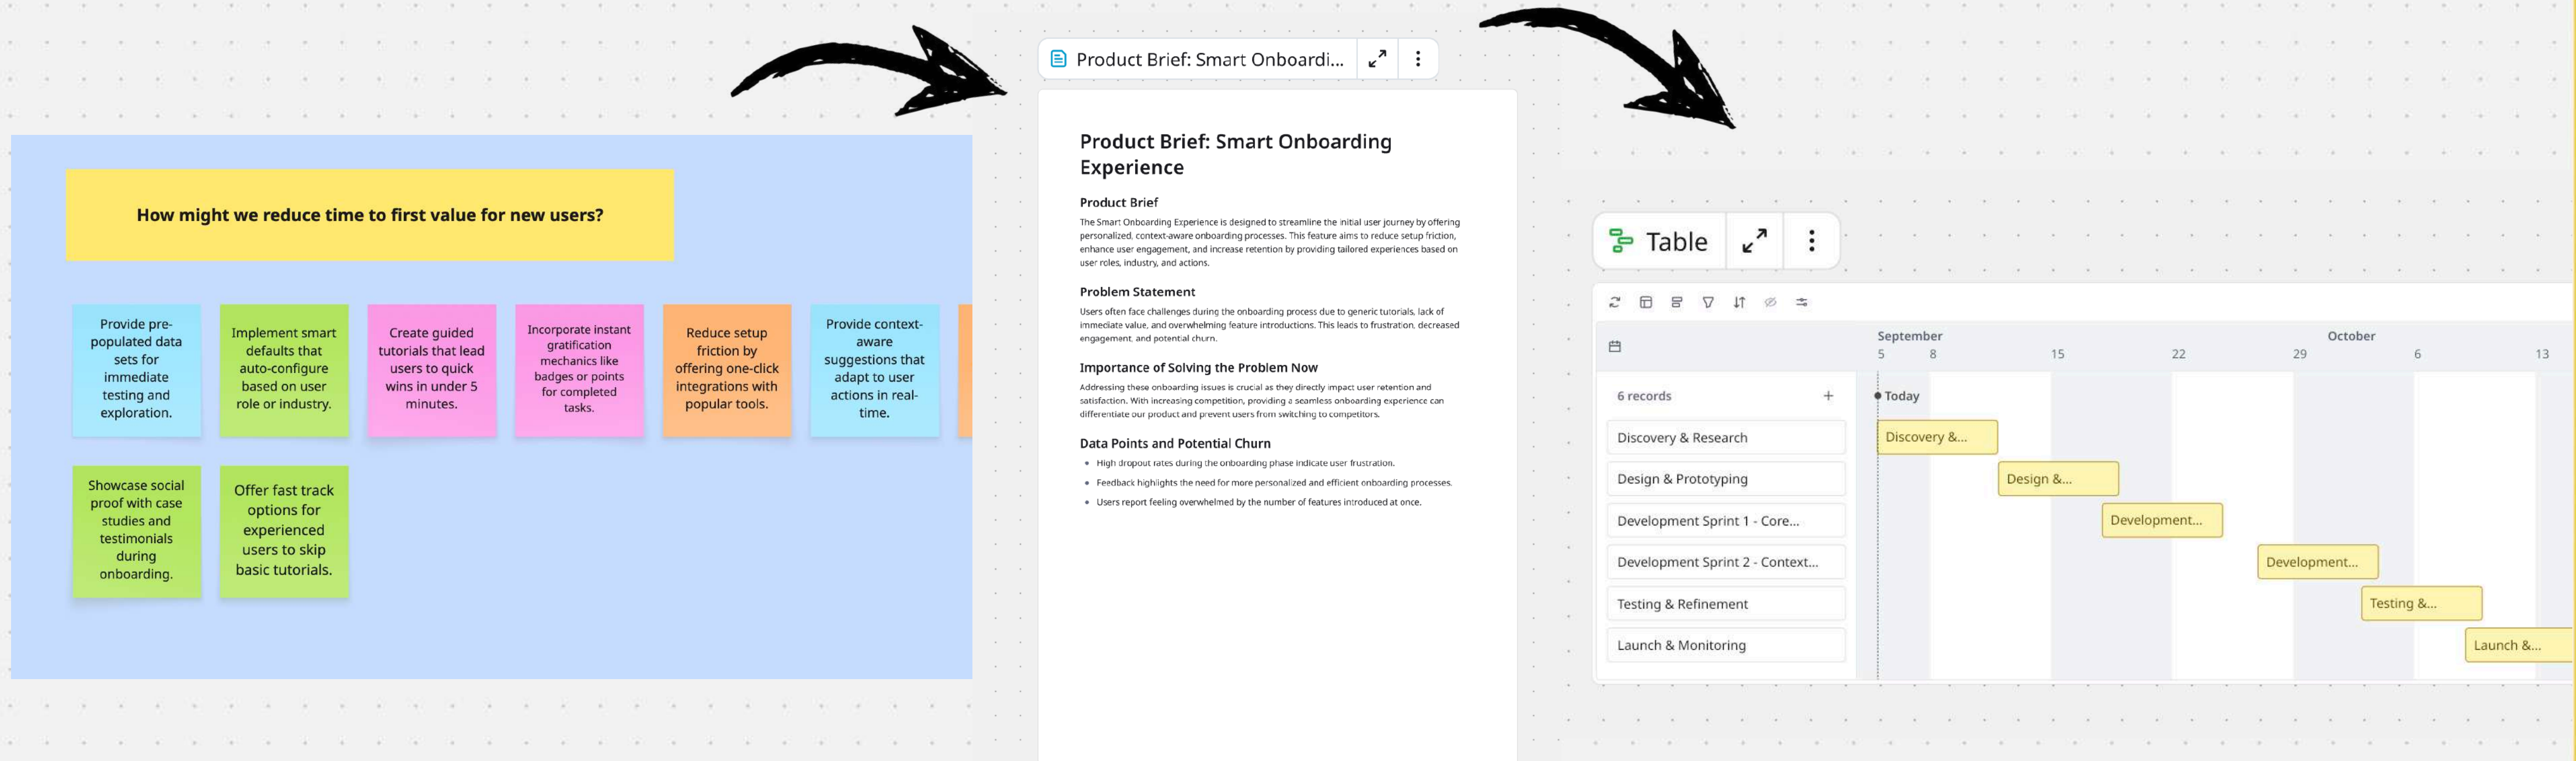 How might we reduce time to first value for new users?
Provide pre-
populated data
sets for
immediate
testing and
exploration.
Implement smart
defaults that
auto-configure
based on user
role or industry.
Create guided
tutorials that lead
users to quick
wins in under 5
minutes.
Incorporate instant
gratification
mechanics like
badges or points
for completed
tasks.
Reduce setup
friction by
offering one-click
integrations with
popular tools.
Provide context-
aware
suggestions that
adapt to user
actions in real-
time.
Showcase social
proof with case
studies and
testimonials
during
onboarding.
Offer fast track
options for
experienced
users to skip
basic tutorials.
Product Brief: Smart Onboardi...
Product Brief: Smart Onboarding
Experience
Product Brief
The Smart Onboarding Experience is designed to streamline the initial user journey by offering
personalized, context-aware onboarding processes. This feature aims to reduce setup friction,
enhance user engagement, and increase retention by providing tailored experiences based on
user roles, industry, and actions.
Problem Statement
Users often face challenges during the onboarding process due to generic tutorials, lack of
immediate value, and overwhelming feature introductions. This leads to frustration, decreased
engagement, and potential churn.
Importance of Solving the Problem Now
Addressing these onboarding issues is crucial as they directly impact user retention and
satisfaction. With increasing competition, providing a seamless onboarding experience can
differentiate our product and prevent users from switching to competitors.
Data Points and Potential Churn
• High dropout rates during the onboarding phase indicate user frustration.
• Feedback highlights the need for more personalized and efficient onboarding processes.
• Users report feeling overwhelmed by the number of features introduced at once.
Table
September October
5 8 15 22 29 6 13
6 records +
Today
Discovery & Research
Discovery &...
Design & Prototyping
Design &...
Development Sprint 1 - Core...
Development...
Development Sprint 2 - Context...
Development...
Testing & Refinement
Testing &...
Launch & Monitoring
Launch &...